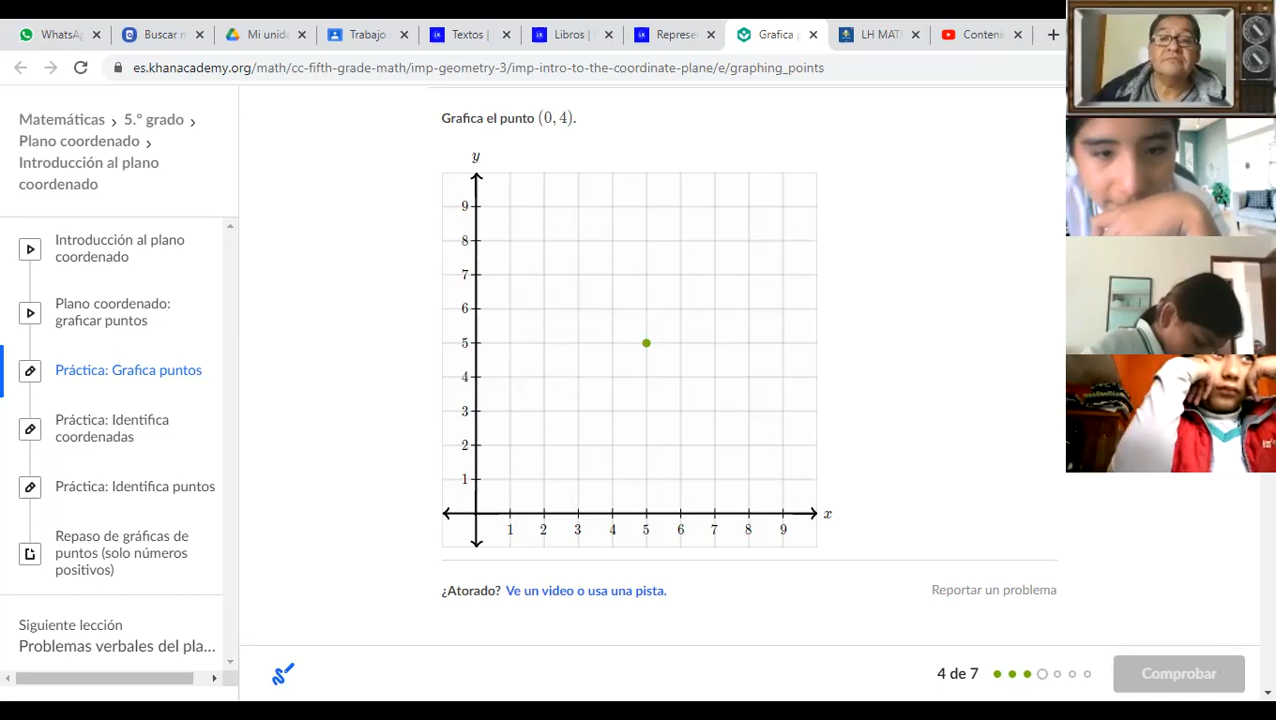 WhatsA
Buscar
Mi unid
Trabajo
Textos
Libros |
Represe
Grafica
LH MAT
Conteni
es.khanacademy.org/math/cc-fifth-grade-math/imp-geometry-3/imp-intro-to-the-coordinate-plane/e/graphing_points
Matemáticas > 5.º grado >
Plano coordenado >
Introducción al plano
coordenado
Introducción al plano
coordenado
Plano coordenado:
graficar puntos
Práctica: Grafica puntos
Práctica: Identifica
coordenadas
Práctica: Identifica puntos
Repaso de gráficas de
puntos (solo números
positivos)
Siguiente lección
Problemas verbales del pla...
Grafica el punto (0, 4).
y
9
8
7
6
5
4
3
2
1
x
1 2 3 4 5 6 7 8 9
¿Atorado? Ve un video o usa una pista.
Reportar un problema
4 de 7
Comprobar